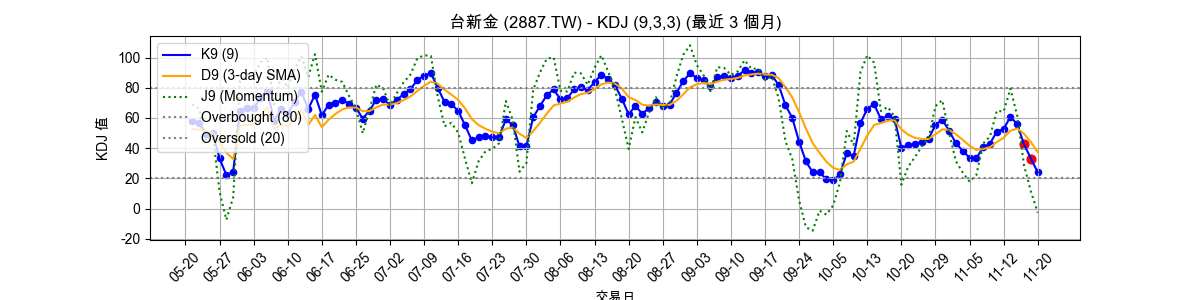 台新金 (2887.TW) - KDJ (9,3,3) (最近 3 個月)
K9 (9)
D9 (3-day SMA)
J9 (Momentum)
Overbought (80)
Oversold (20)
KDJ 值
100
80
60
40
20
0
-20
05-20 05-27 06-03 06-10 06-17 06-25 07-02 07-09 07-16 07-23 07-30 08-06 08-13 08-20 08-27 09-03 09-10 09-17 09-24 10-05 10-13 10-20 10-29 11-05 11-12 11-20
交易日